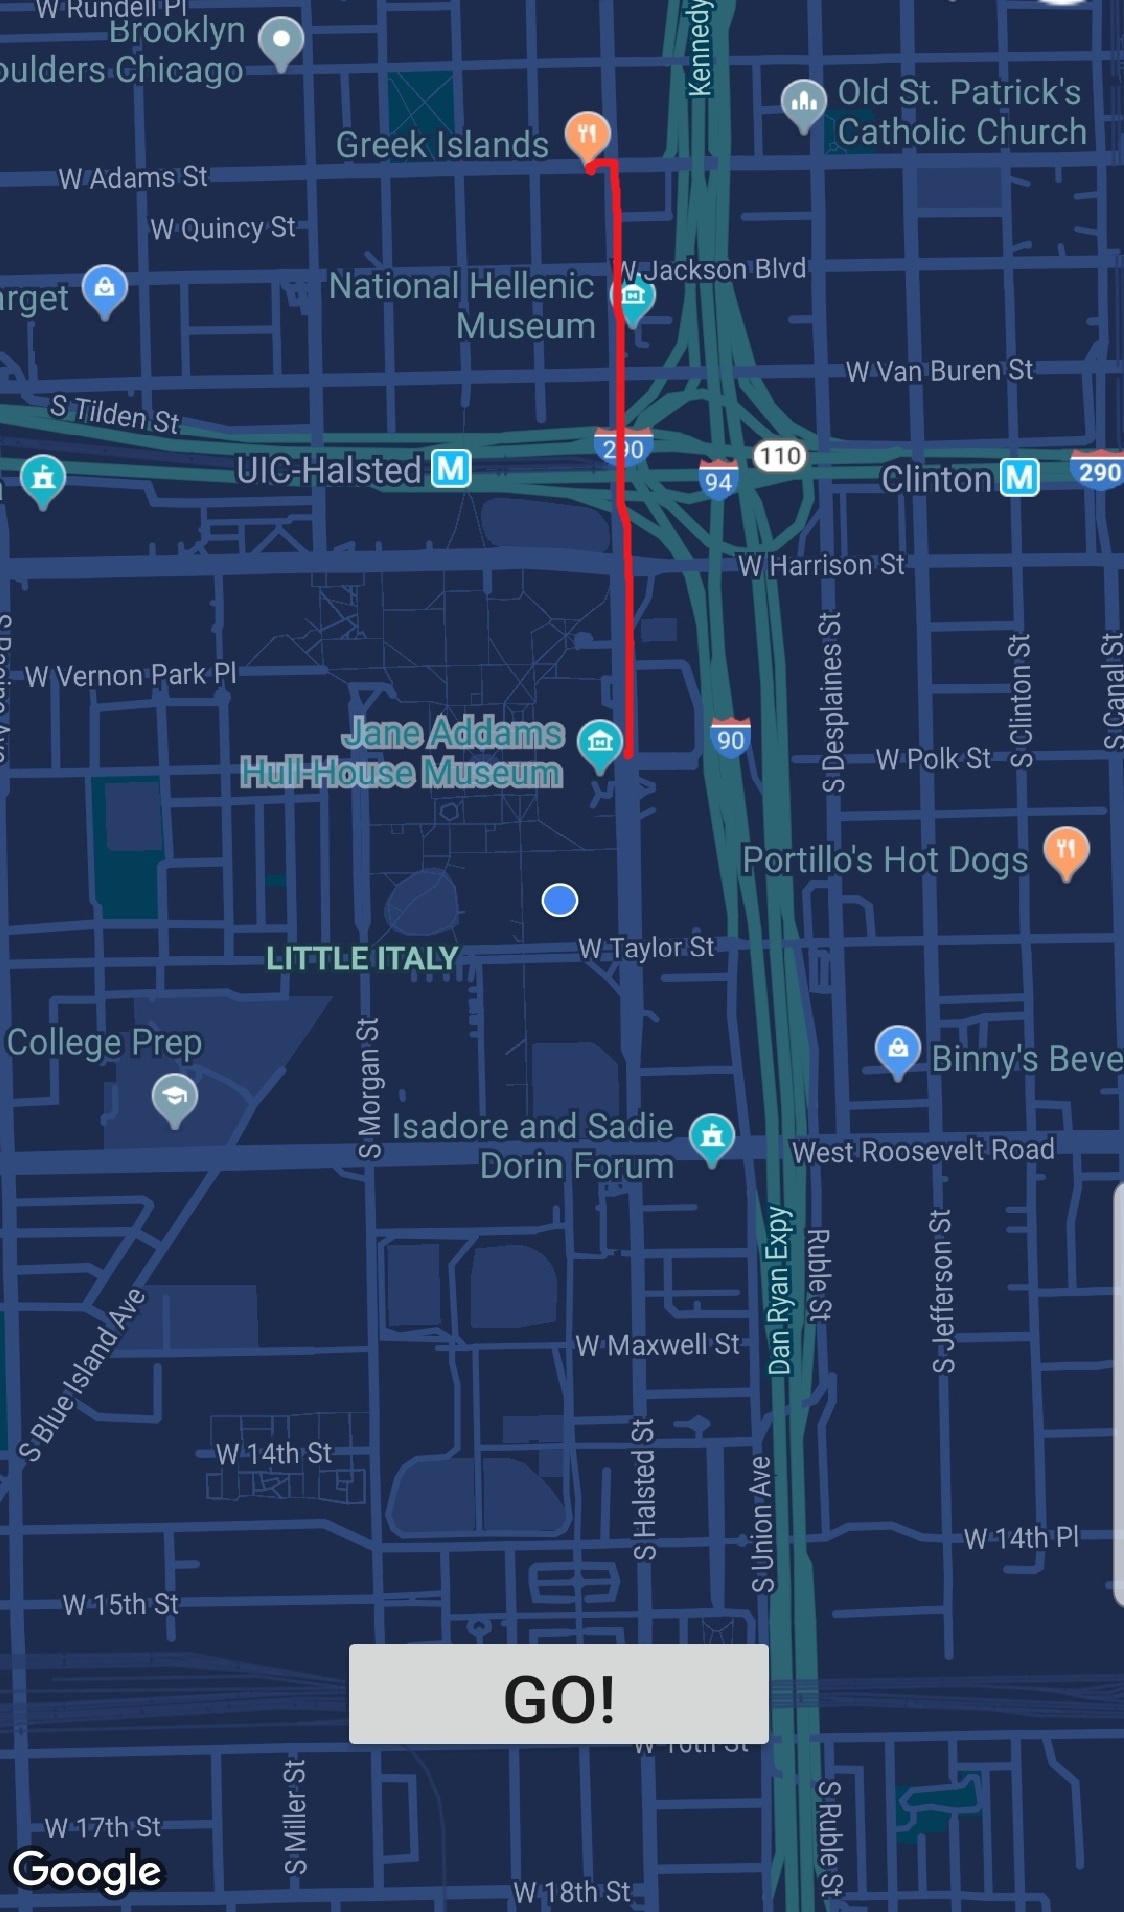 W Rundell Pl
Brooklyn
oulders Chicago
Kennedy
Old St. Patrick's
Catholic Church
Greek Islands
W Adams St
W Quincy St
W Jackson Blvd
National Hellenic
Museum
arget
W Van Buren St
S Tilden St
290
110
UIC-Halsted M
94
Clinton M
290
W Harrison St
W Vernon Park Pl
S Desplaines St
S Clinton St
S Canal St
Jane Addams
Hull-House Museum
90
W Polk St
Portillo's Hot Dogs
W Taylor St
LITTLE ITALY
College Prep
S Morgan St
Binny's Beve
Isadore and Sadie
Dorin Forum
West Roosevelt Road
Dan Ryan Expy
Ruble St
S Jefferson St
S Blue Island Ave
W Maxwell St
W 14th St
S Halsted St
S Union Ave
W 14th Pl
W 15th St
GO!
W 16th St
S Miller St
S Ruble St
W 17th St
Google
W 18th St